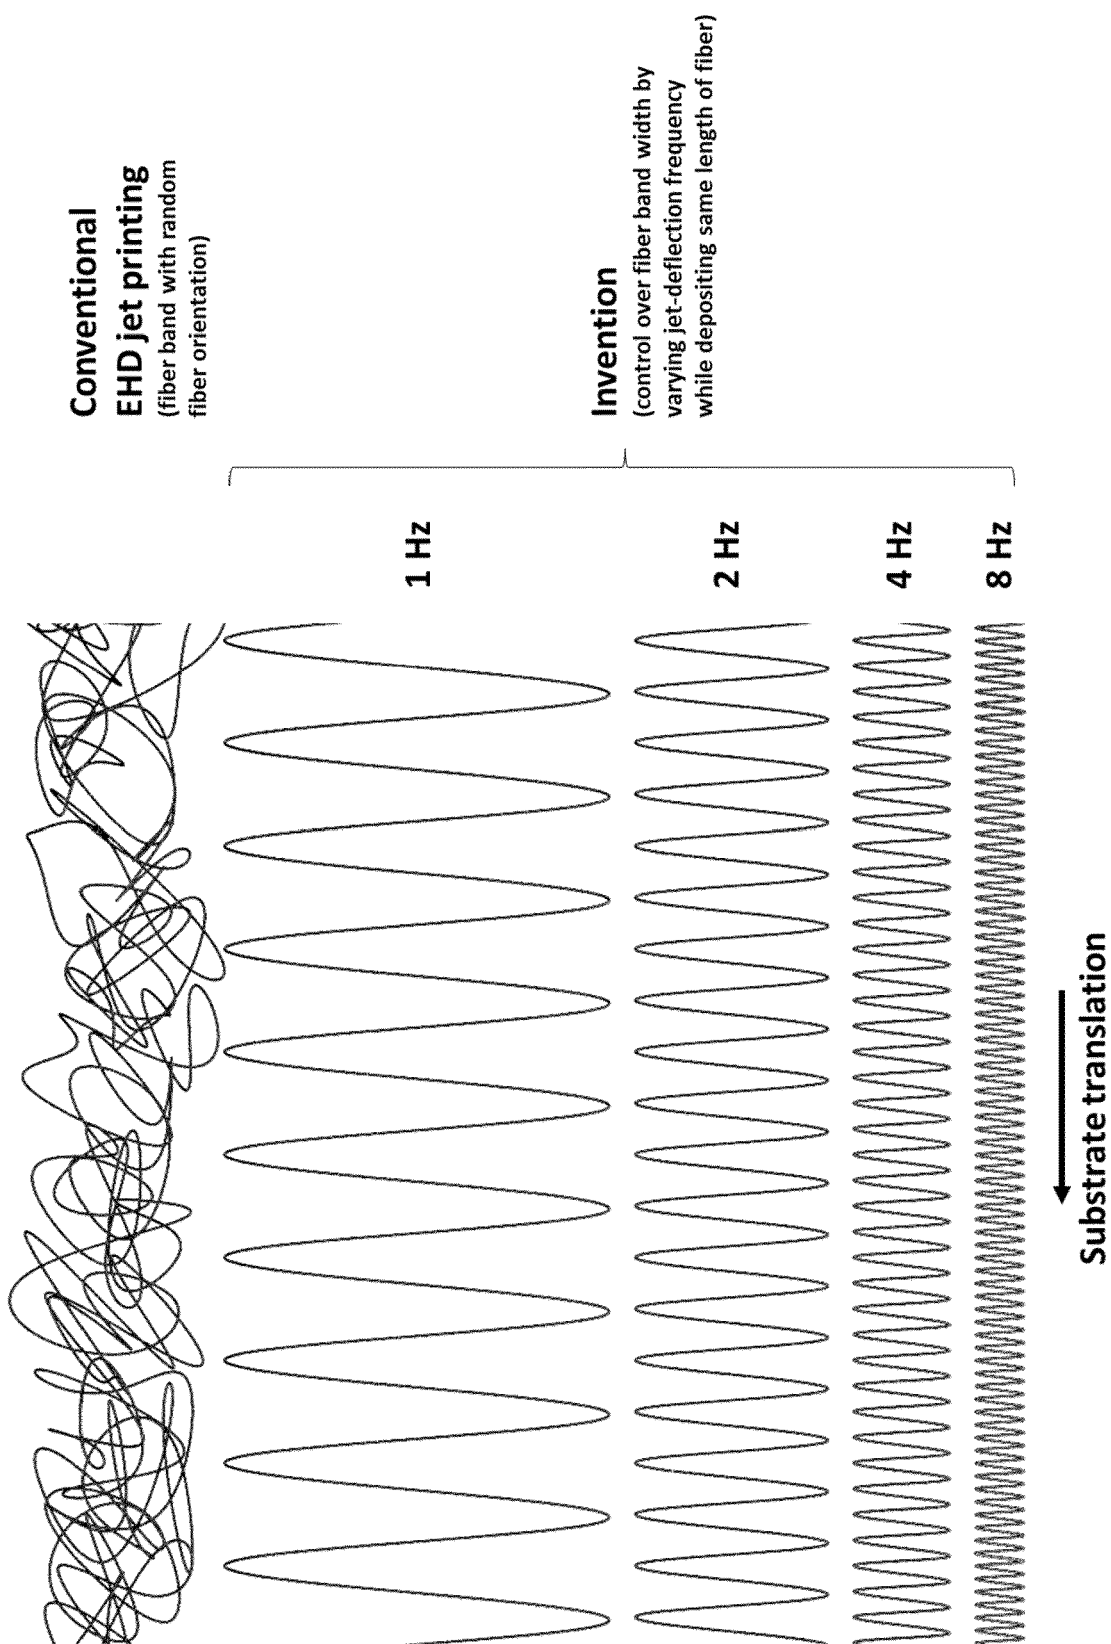 Conventional
EHD jet printing
(fiber band with random
fiber orientation)
Invention
(control over fiber band width by
varying jet-deflection frequency
while depositing same length of fiber)
1 Hz
2 Hz
4 Hz
8 Hz
Substrate translation